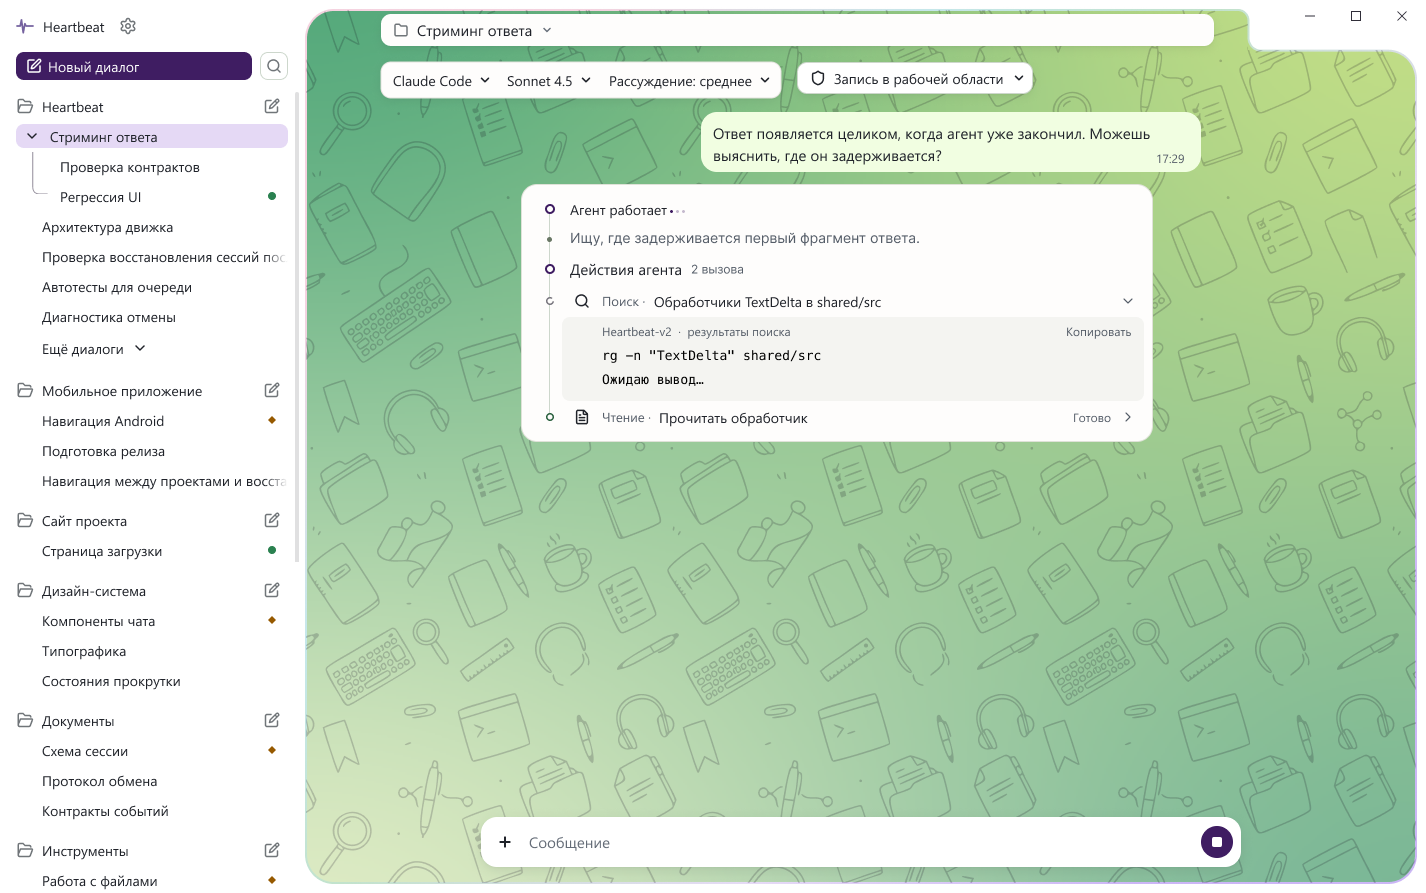 Heartbeat
Новый диалог
Heartbeat
Стриминг ответа
Проверка контрактов
Регрессия UI
Архитектура движка
Проверка восстановления сессий пос
Автотесты для очереди
Диагностика отмены
Ещё диалоги
Мобильное приложение
Навигация Android
Подготовка релиза
Навигация между проектами и восста
Сайт проекта
Страница загрузки
Дизайн-система
Компоненты чата
Типографика
Состояния прокрутки
Документы
Схема сессии
Протокол обмена
Контракты событий
Инструменты
Работа с файлами
Стриминг ответа
Claude Code Sonnet 4.5 Рассуждение: среднее Запись в рабочей области
Ответ появляется целиком, когда агент уже закончил. Можешь
выяснить, где он задерживается?
17:29
Агент работает
Ищу, где задерживается первый фрагмент ответа.
Действия агента 2 вызова
Поиск · Обработчики TextDelta в shared/src
Heartbeat-v2 · результаты поиска Копировать
rg -n "TextDelta" shared/src
Ожидаю вывод…
Чтение · Прочитать обработчик Готово
Сообщение